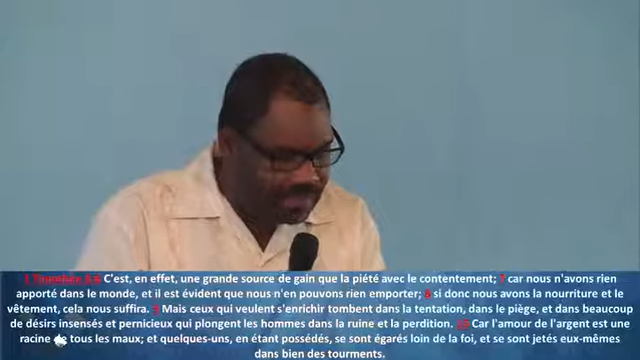 C'est, en effet, une grande source de gain que la piété avec le contentement; 7 car nous n'avons rien
apporté dans le monde, et il est évident que nous n'en pouvons rien emporter; 8 si donc nous avons la nourriture et le
vêtement, cela nous suffira. 9 Mais ceux qui veulent s'enrichir tombent dans la tentation, dans le piège, et dans beaucoup
de désirs insensés et pernicieux qui plongent les hommes dans la ruine et la perdition. 10 Car l'amour de l'argent est une
racine de tous les maux; et quelques-uns, en étant possédés, se sont égarés loin de la foi, et se sont jetés eux-mêmes
dans bien des tourments.